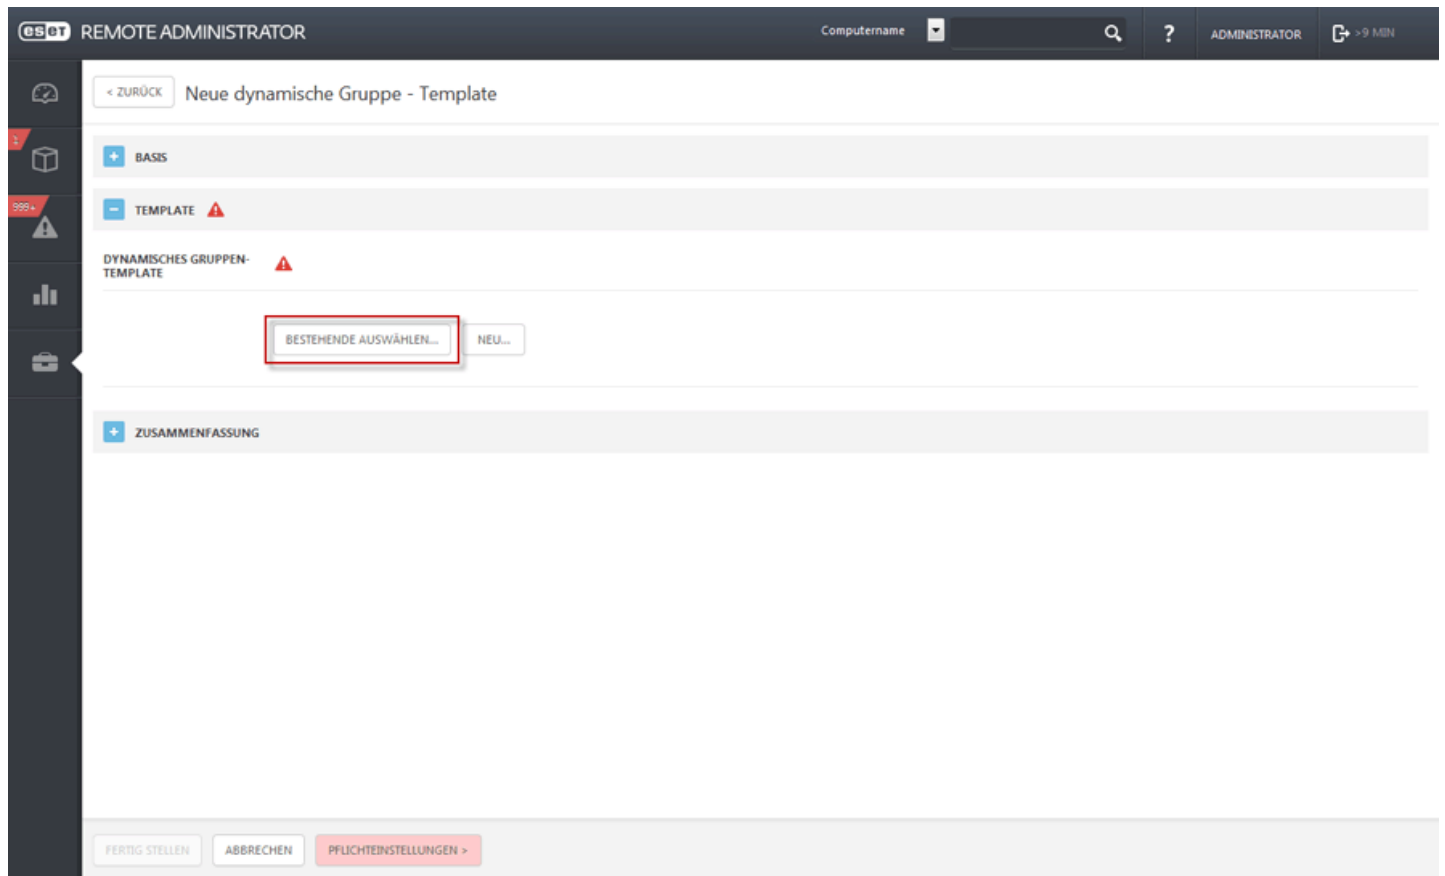 eset REMOTE ADMINISTRATOR
Computername
?
ADMINISTRATOR
>9 MIN
< ZURÜCK
Neue dynamische Gruppe - Template
+ BASIS
999+
− TEMPLATE
DYNAMISCHES GRUPPEN-
TEMPLATE
BESTEHENDE AUSWÄHLEN...
NEU...
+ ZUSAMMENFASSUNG
FERTIG STELLEN
ABBRECHEN
PFLICHTEINSTELLUNGEN >